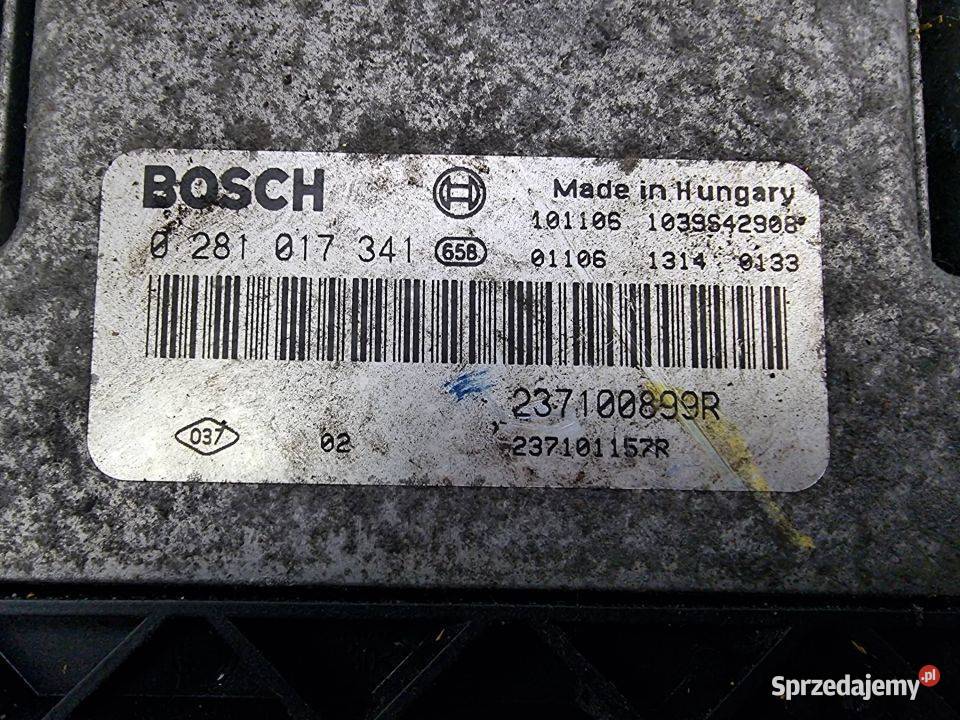 BOSCH
Made in Hungary
101106 1039S42908
0 281 017 341 65B
01106 1314 0133
237100899R
037 02 237101157R
Sprzedajemy.pl